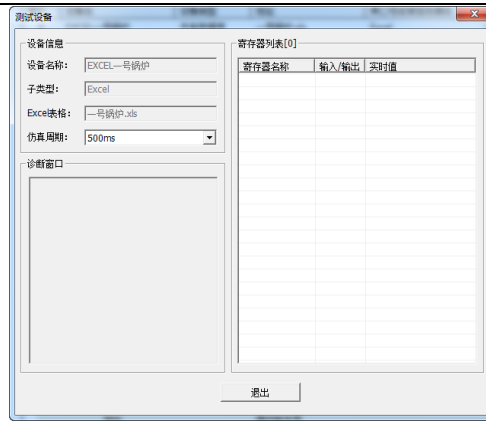 测试设备
设备信息
设备名称: EXCEL一号锅炉
子类型: Excel
Excel表格: 一号锅炉.xls
仿真周期: 500ms
诊断窗口
寄存器列表[0]
寄存器名称 输入/输出 实时值
退出